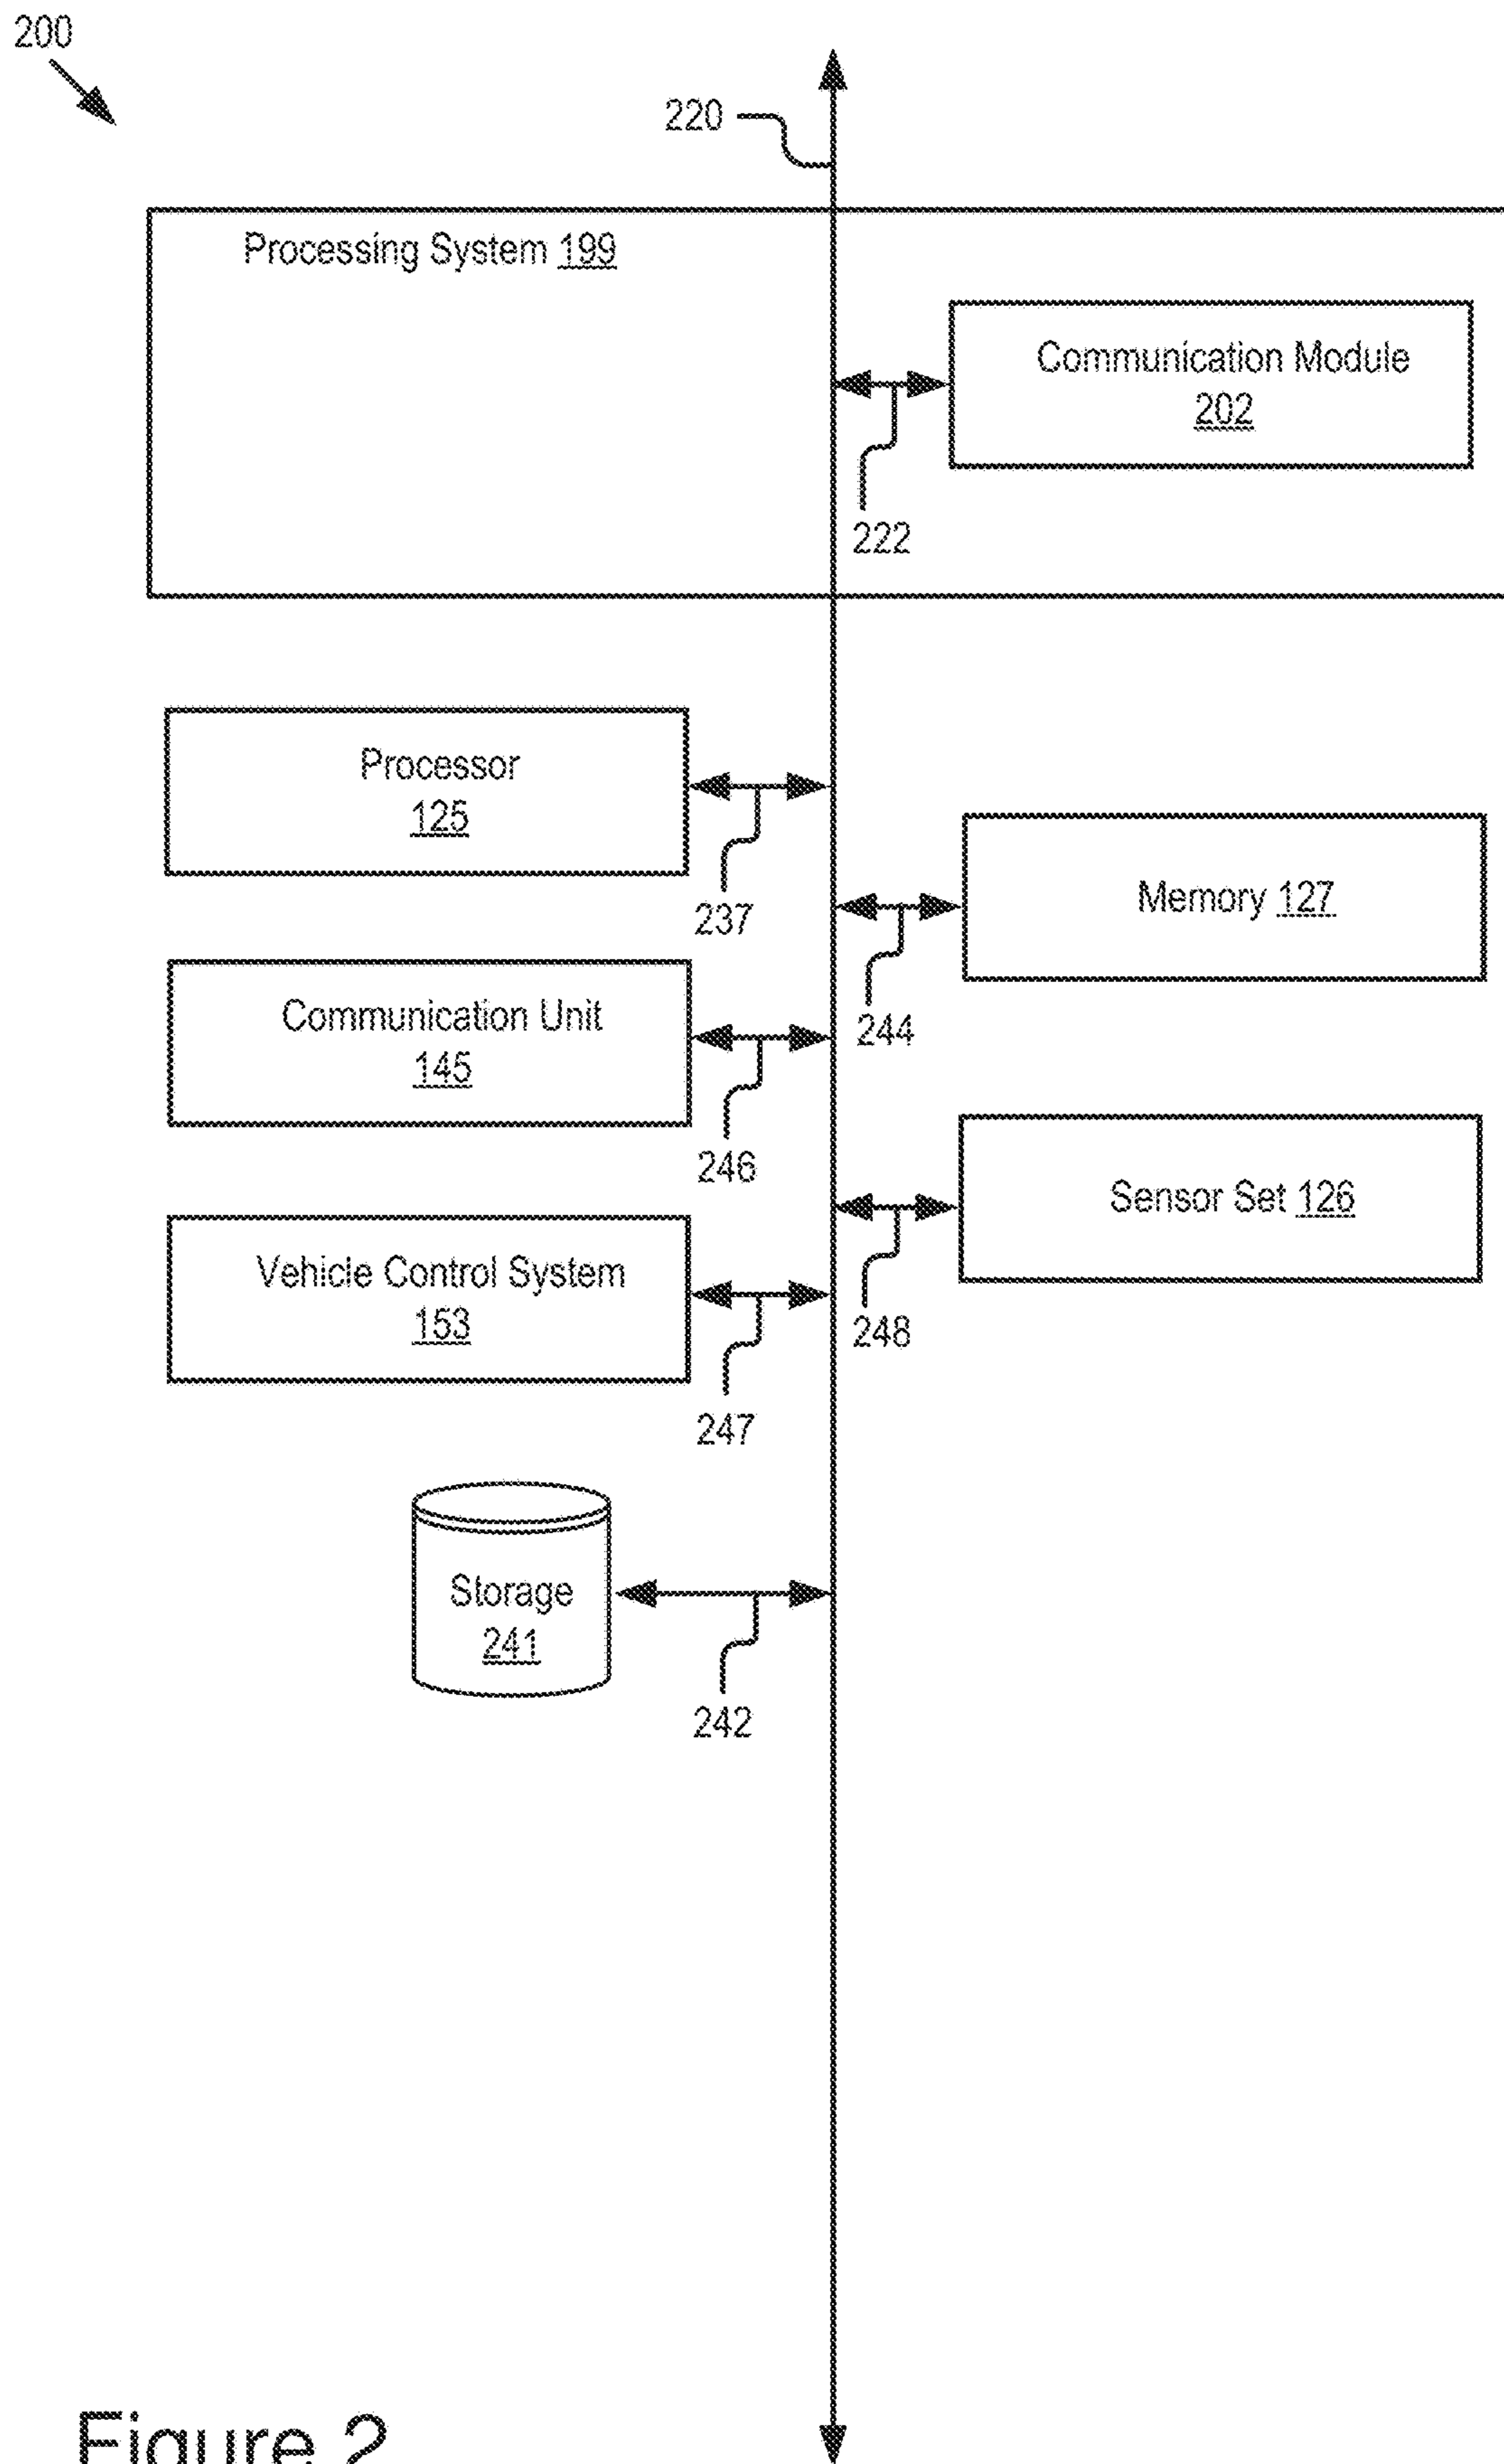 200
220
Processing System 199
Communication Module
202
222
Processor
125
237
Memory 127
244
Communication Unit
145
246
Sensor Set 126
248
Vehicle Control System
153
247
Storage
241
242
Figure 2